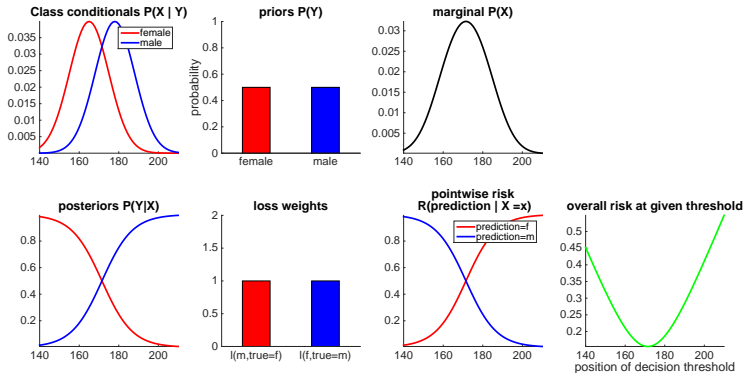 Class conditionals P(X | Y)
female
male
0.035
0.03
0.025
0.02
0.015
0.01
0.005
140 160 180 200
priors P(Y)
probability
1
0.8
0.6
0.4
0.2
0
female male
marginal P(X)
0.03
0.025
0.02
0.015
0.01
0.005
140 160 180 200
posteriors P(Y|X)
0.8
0.6
0.4
0.2
140 160 180 200
loss weights
2
1.5
1
0.5
0
l(m,true=f) l(f,true=m)
pointwise risk
R(prediction | X =x)
prediction=f
prediction=m
0.8
0.6
0.4
0.2
140 160 180 200
overall risk at given threshold
0.5
0.45
0.4
0.35
0.3
0.25
0.2
140 160 180 200
position of decision threshold